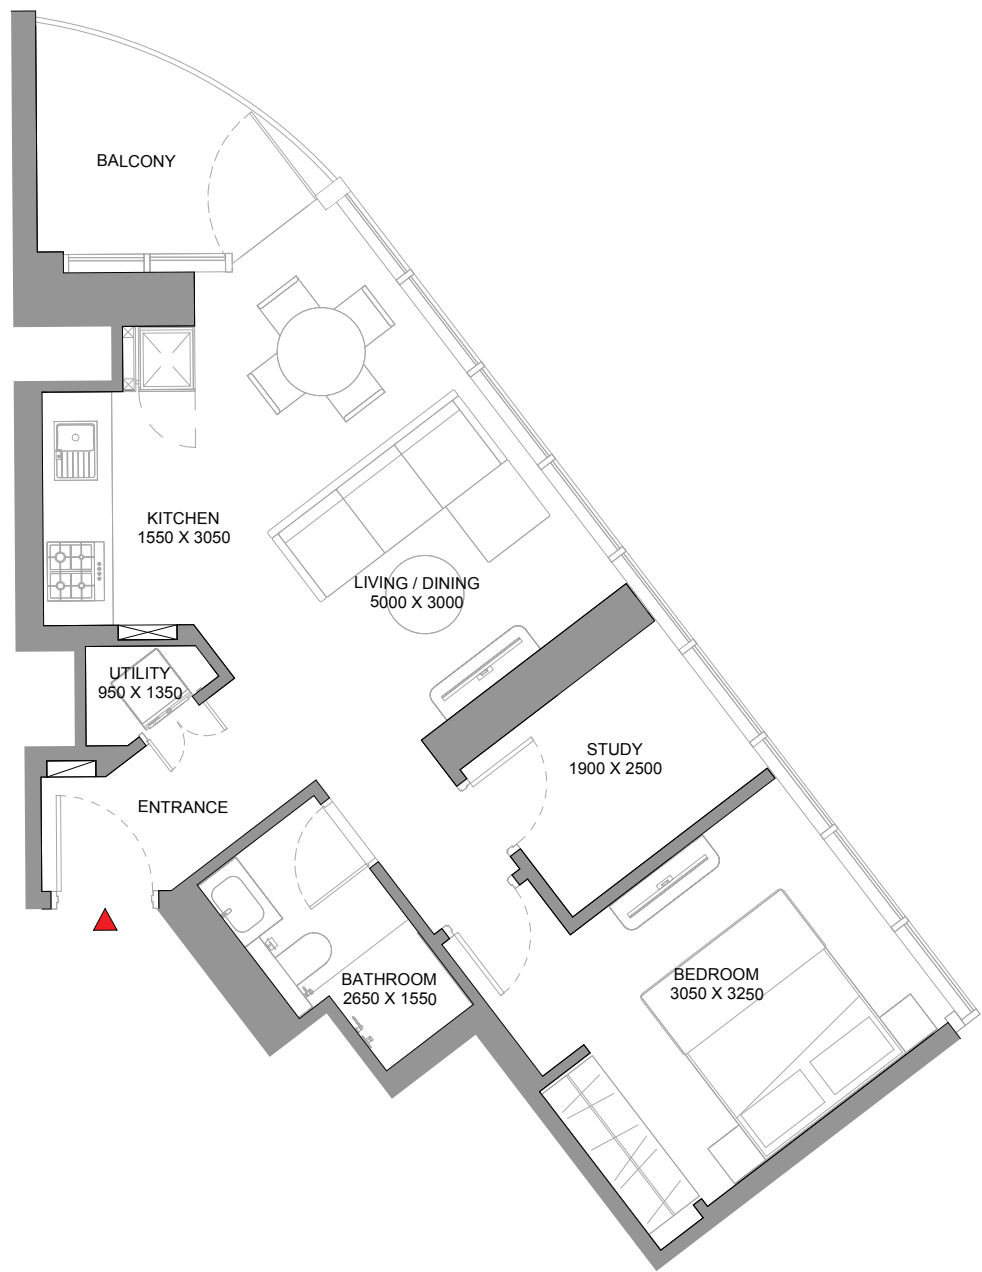 BALCONY
KITCHEN
1550 X 3050
LIVING / DINING
5000 X 3000
UTILITY
950 X 1350
STUDY
1900 X 2500
ENTRANCE
BATHROOM
2650 X 1550
BEDROOM
3050 X 3250